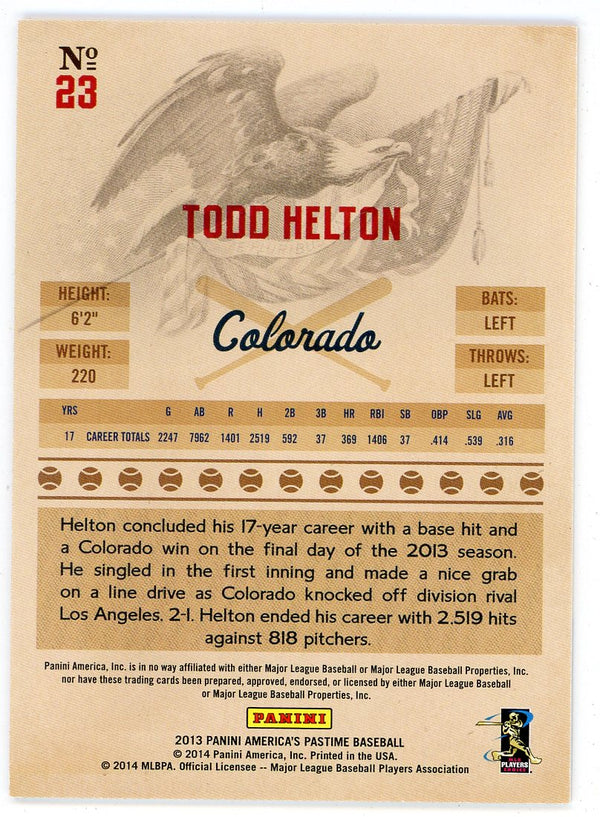 Nº
23
TODD HELTON
HEIGHT:
6'2"
WEIGHT:
220
Colorado
BATS:
LEFT
THROWS:
LEFT
YRS G AB R H 2B 3B HR RBI SB OBP SLG AVG
17 CAREER TOTALS 2247 7962 1401 2519 592 37 369 1406 37 .414 .539 .316
Helton concluded his 17-year career with a base hit and
a Colorado win on the final day of the 2013 season.
He singled in the first inning and made a nice grab
on a line drive as Colorado knocked off division rival
Los Angeles, 2-1. Helton ended his career with 2,519 hits
against 818 pitchers.
Panini America, Inc. is in no way affiliated with either Major League Baseball or Major League Baseball Properties, Inc.
nor have these trading cards been prepared, approved, endorsed, or licensed by either Major League Baseball
or Major League Baseball Properties, Inc.
PANINI
2013 PANINI AMERICA'S PASTIME BASEBALL
© 2014 Panini America, Inc. Printed in the USA.
© 2014 MLBPA. Official Licensee -- Major League Baseball Players Association
MLB
PLAYERS
CHOICE